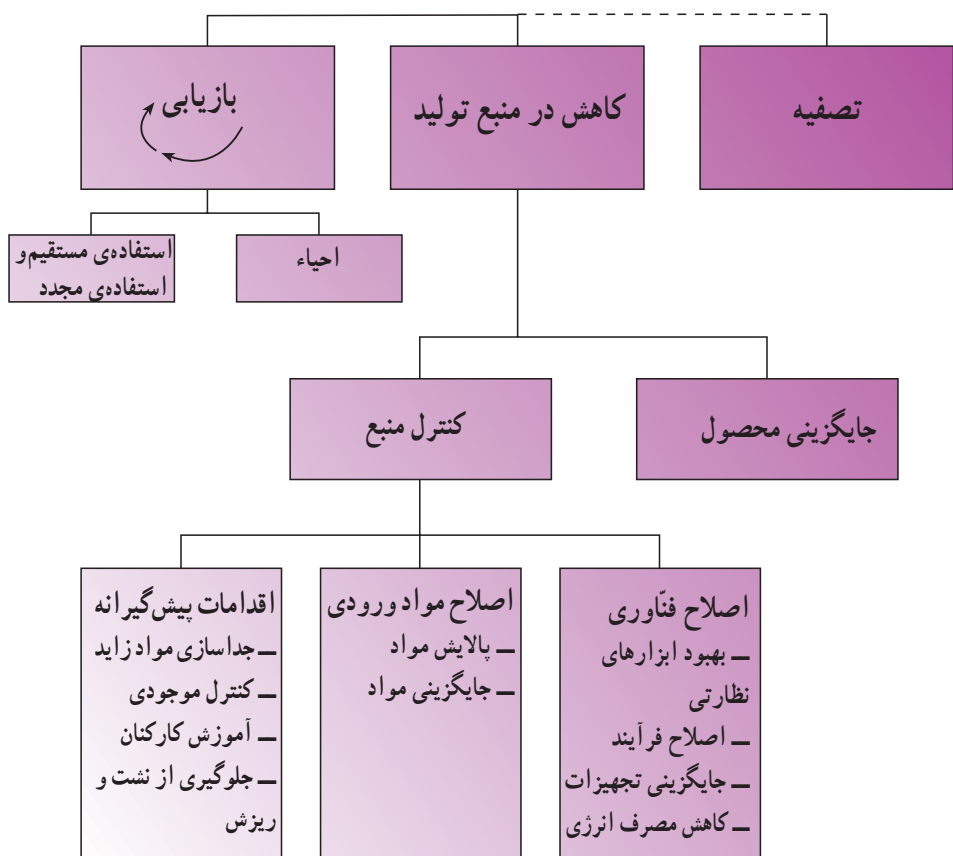 تصفیه
کاهش در منبع تولید
بازیابی
احیاء
استفاده‌ی مستقیم و
استفاده‌ی مجدد
جایگزینی محصول
کنترل منبع
اصلاح فنّاوری
ــ بهبود ابزارهای
نظارتی
ــ اصلاح فرآیند
ــ جایگزینی تجهیزات
ــ کاهش مصرف انرژی
اصلاح مواد ورودی
ــ پالایش مواد
ــ جایگزینی مواد
اقدامات پیش‌گیرانه
ــ جداسازی مواد زاید
ــ کنترل موجودی
ــ آموزش کارکنان
ــ جلوگیری از نشت و
ریزش